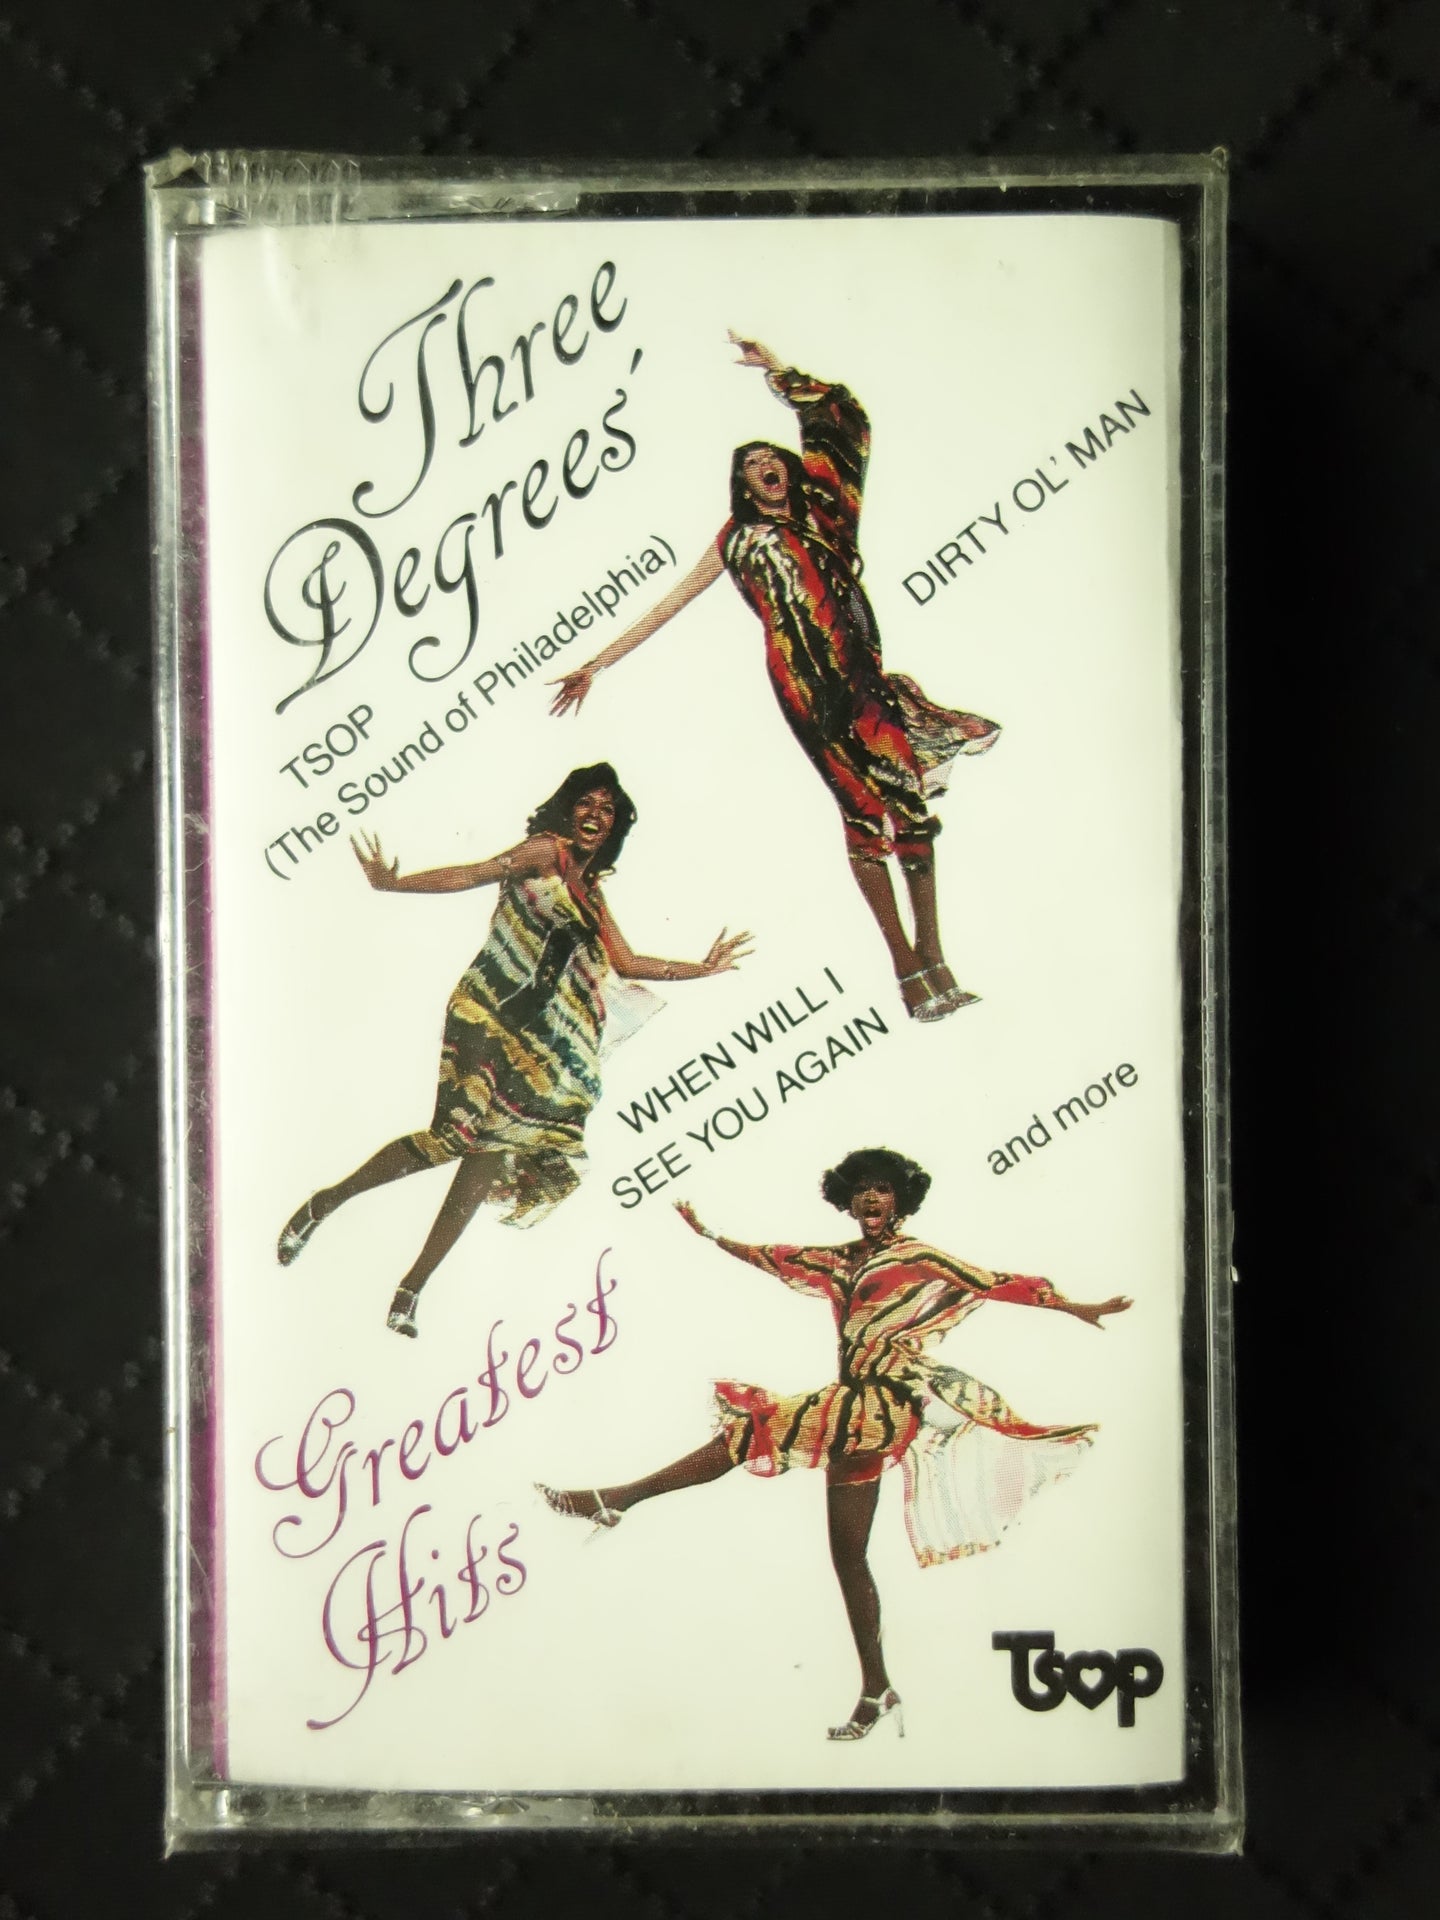 Three
Degrees'
TSOP
(The Sound of Philadelphia)
DIRTY OL' MAN
WHEN WILL I
SEE YOU AGAIN
and more
Greatest
Hits
Tsop